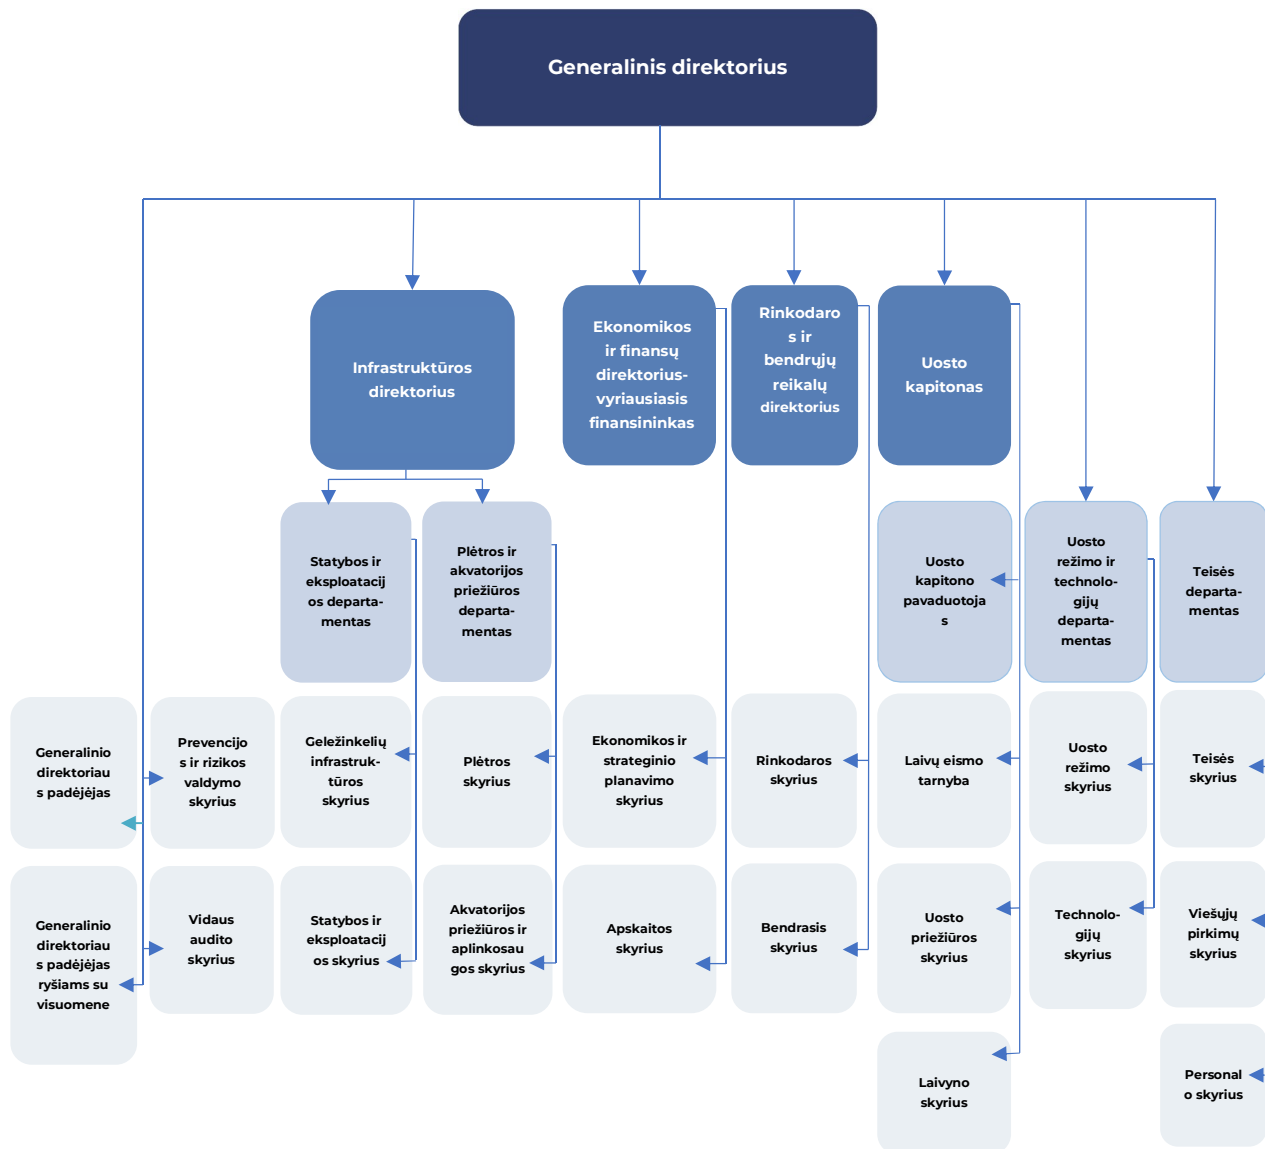 Generalinis direktorius
Infrastruktūros
direktorius
Ekonomikos
ir finansų
direktorius-
vyriausiasis
finansininkas
Rinkodaro
s ir
bendrųjų
reikalų
direktorius
Uosto
kapitonas
Statybos ir
eksploatacij
os departa-
mentas
Plėtros ir
akvatorijos
priežiūros
departa-
mentas
Uosto
kapitono
pavaduotoja
s
Uosto
režimo ir
technolo-
gijų
departa-
mentas
Teisės
departa-
mentas
Generalinio
direktoriau
s padėjėjas
Prevencijo
s ir rizikos
valdymo
skyrius
Geležinkelių
infrastruk-
tūros
skyrius
Plėtros
skyrius
Ekonomikos ir
strateginio
planavimo
skyrius
Rinkodaros
skyrius
Laivų eismo
tarnyba
Uosto
režimo
skyrius
Teisės
skyrius
Generalinio
direktoriau
s padėjėjas
ryšiams su
visuomene
Vidaus
audito
skyrius
Statybos ir
eksploatacij
os skyrius
Akvatorijos
priežiūros ir
aplinkosau
gos skyrius
Apskaitos
skyrius
Bendrasis
skyrius
Uosto
priežiūros
skyrius
Technolo-
gijų
skyrius
Viešųjų
pirkimų
skyrius
Laivyno
skyrius
Personal
o skyrius